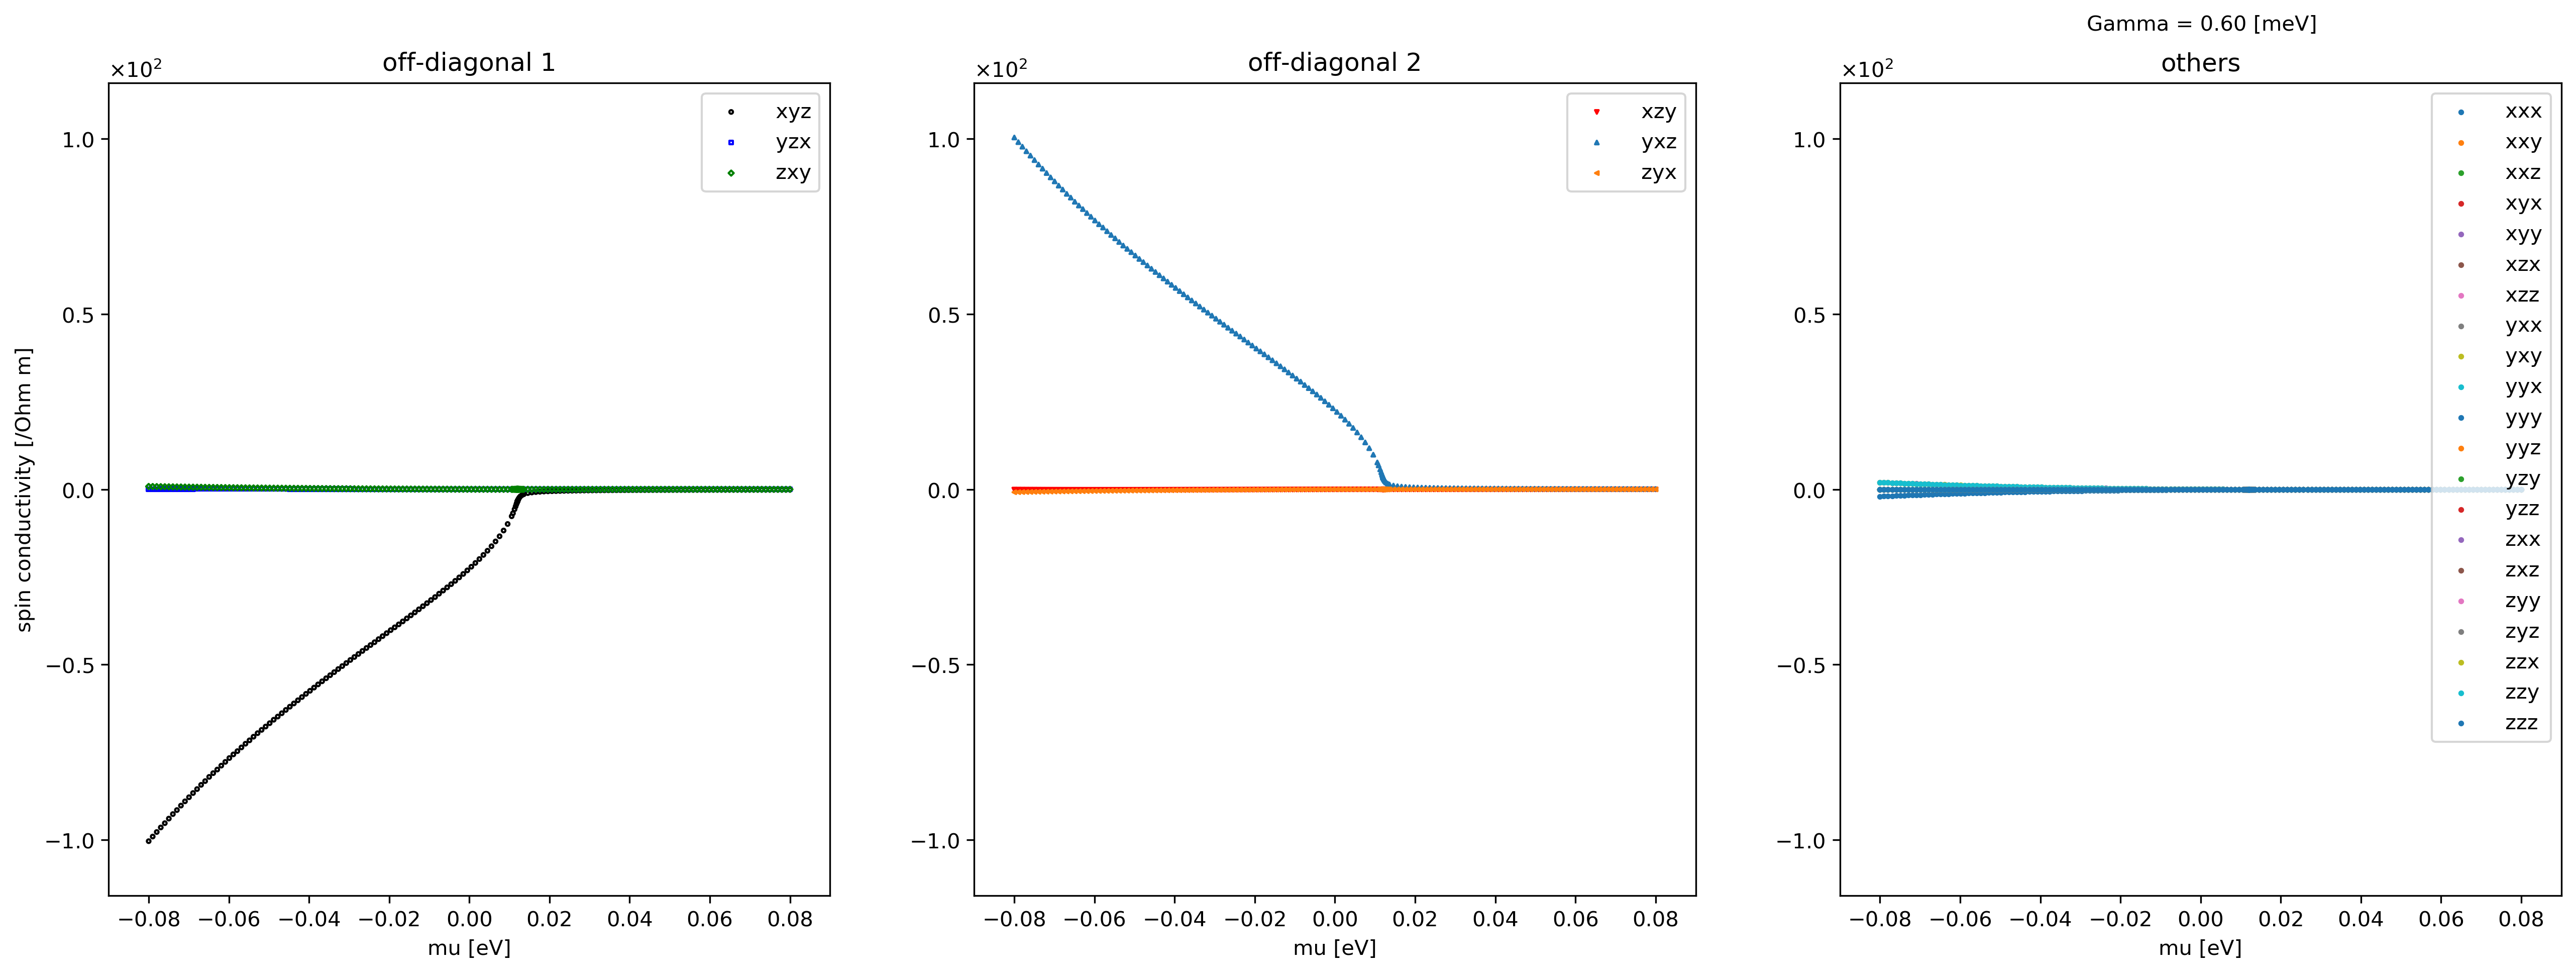 Gamma = 0.60 [meV]
off-diagonal 1
×10²
xyz
yzx
zxy
1.0
0.5
0.0
−0.5
−1.0
spin conductivity [/Ohm m]
−0.08 −0.06 −0.04 −0.02 0.00 0.02 0.04 0.06 0.08
mu [eV]
off-diagonal 2
×10²
xzy
yxz
zyx
1.0
0.5
0.0
−0.5
−1.0
−0.08 −0.06 −0.04 −0.02 0.00 0.02 0.04 0.06 0.08
mu [eV]
others
×10²
xxx
xxy
xxz
xyx
xyy
xzx
xzz
yxx
yxy
yyx
yyy
yyz
yzy
yzz
zxx
zxz
zyy
zyz
zzx
zzy
zzz
1.0
0.5
0.0
−0.5
−1.0
−0.08 −0.06 −0.04 −0.02 0.00 0.02 0.04 0.06 0.08
mu [eV]